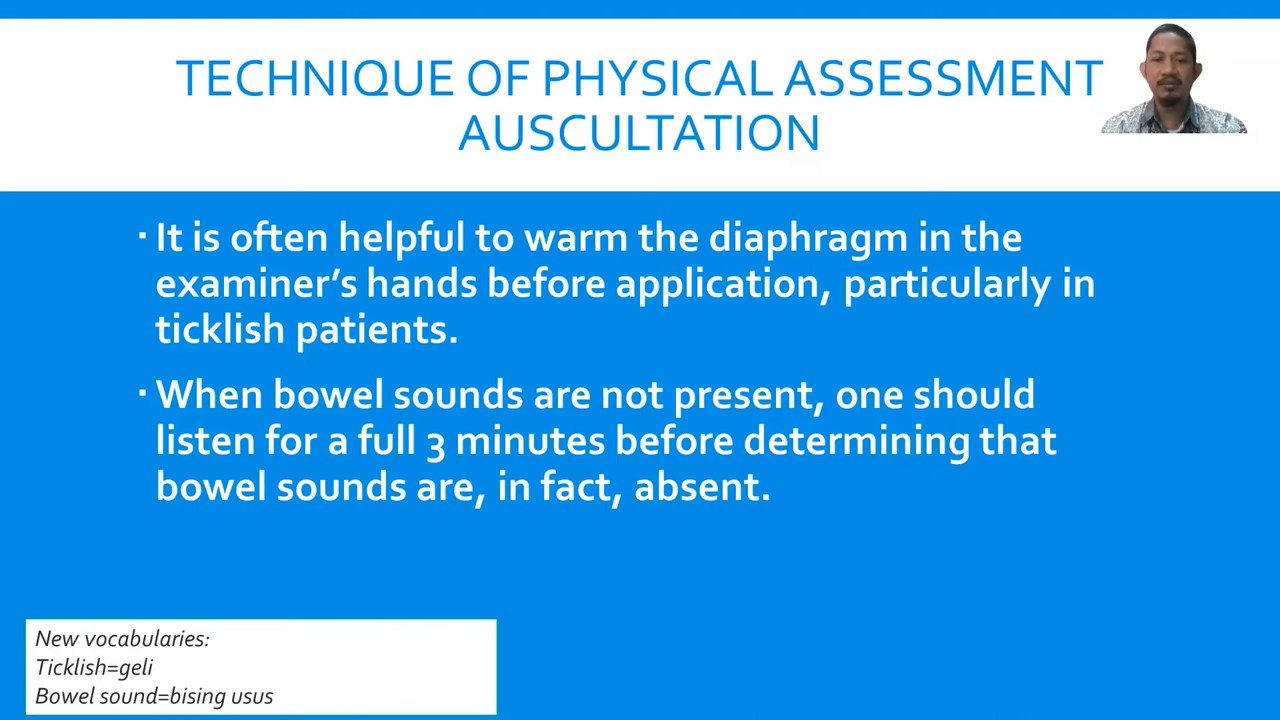 TECHNIQUE OF PHYSICAL ASSESSMENT
AUSCULTATION
▪ It is often helpful to warm the diaphragm in the
examiner’s hands before application, particularly in
ticklish patients.
▪ When bowel sounds are not present, one should
listen for a full 3 minutes before determining that
bowel sounds are, in fact, absent.
New vocabularies:
Ticklish=geli
Bowel sound=bising usus